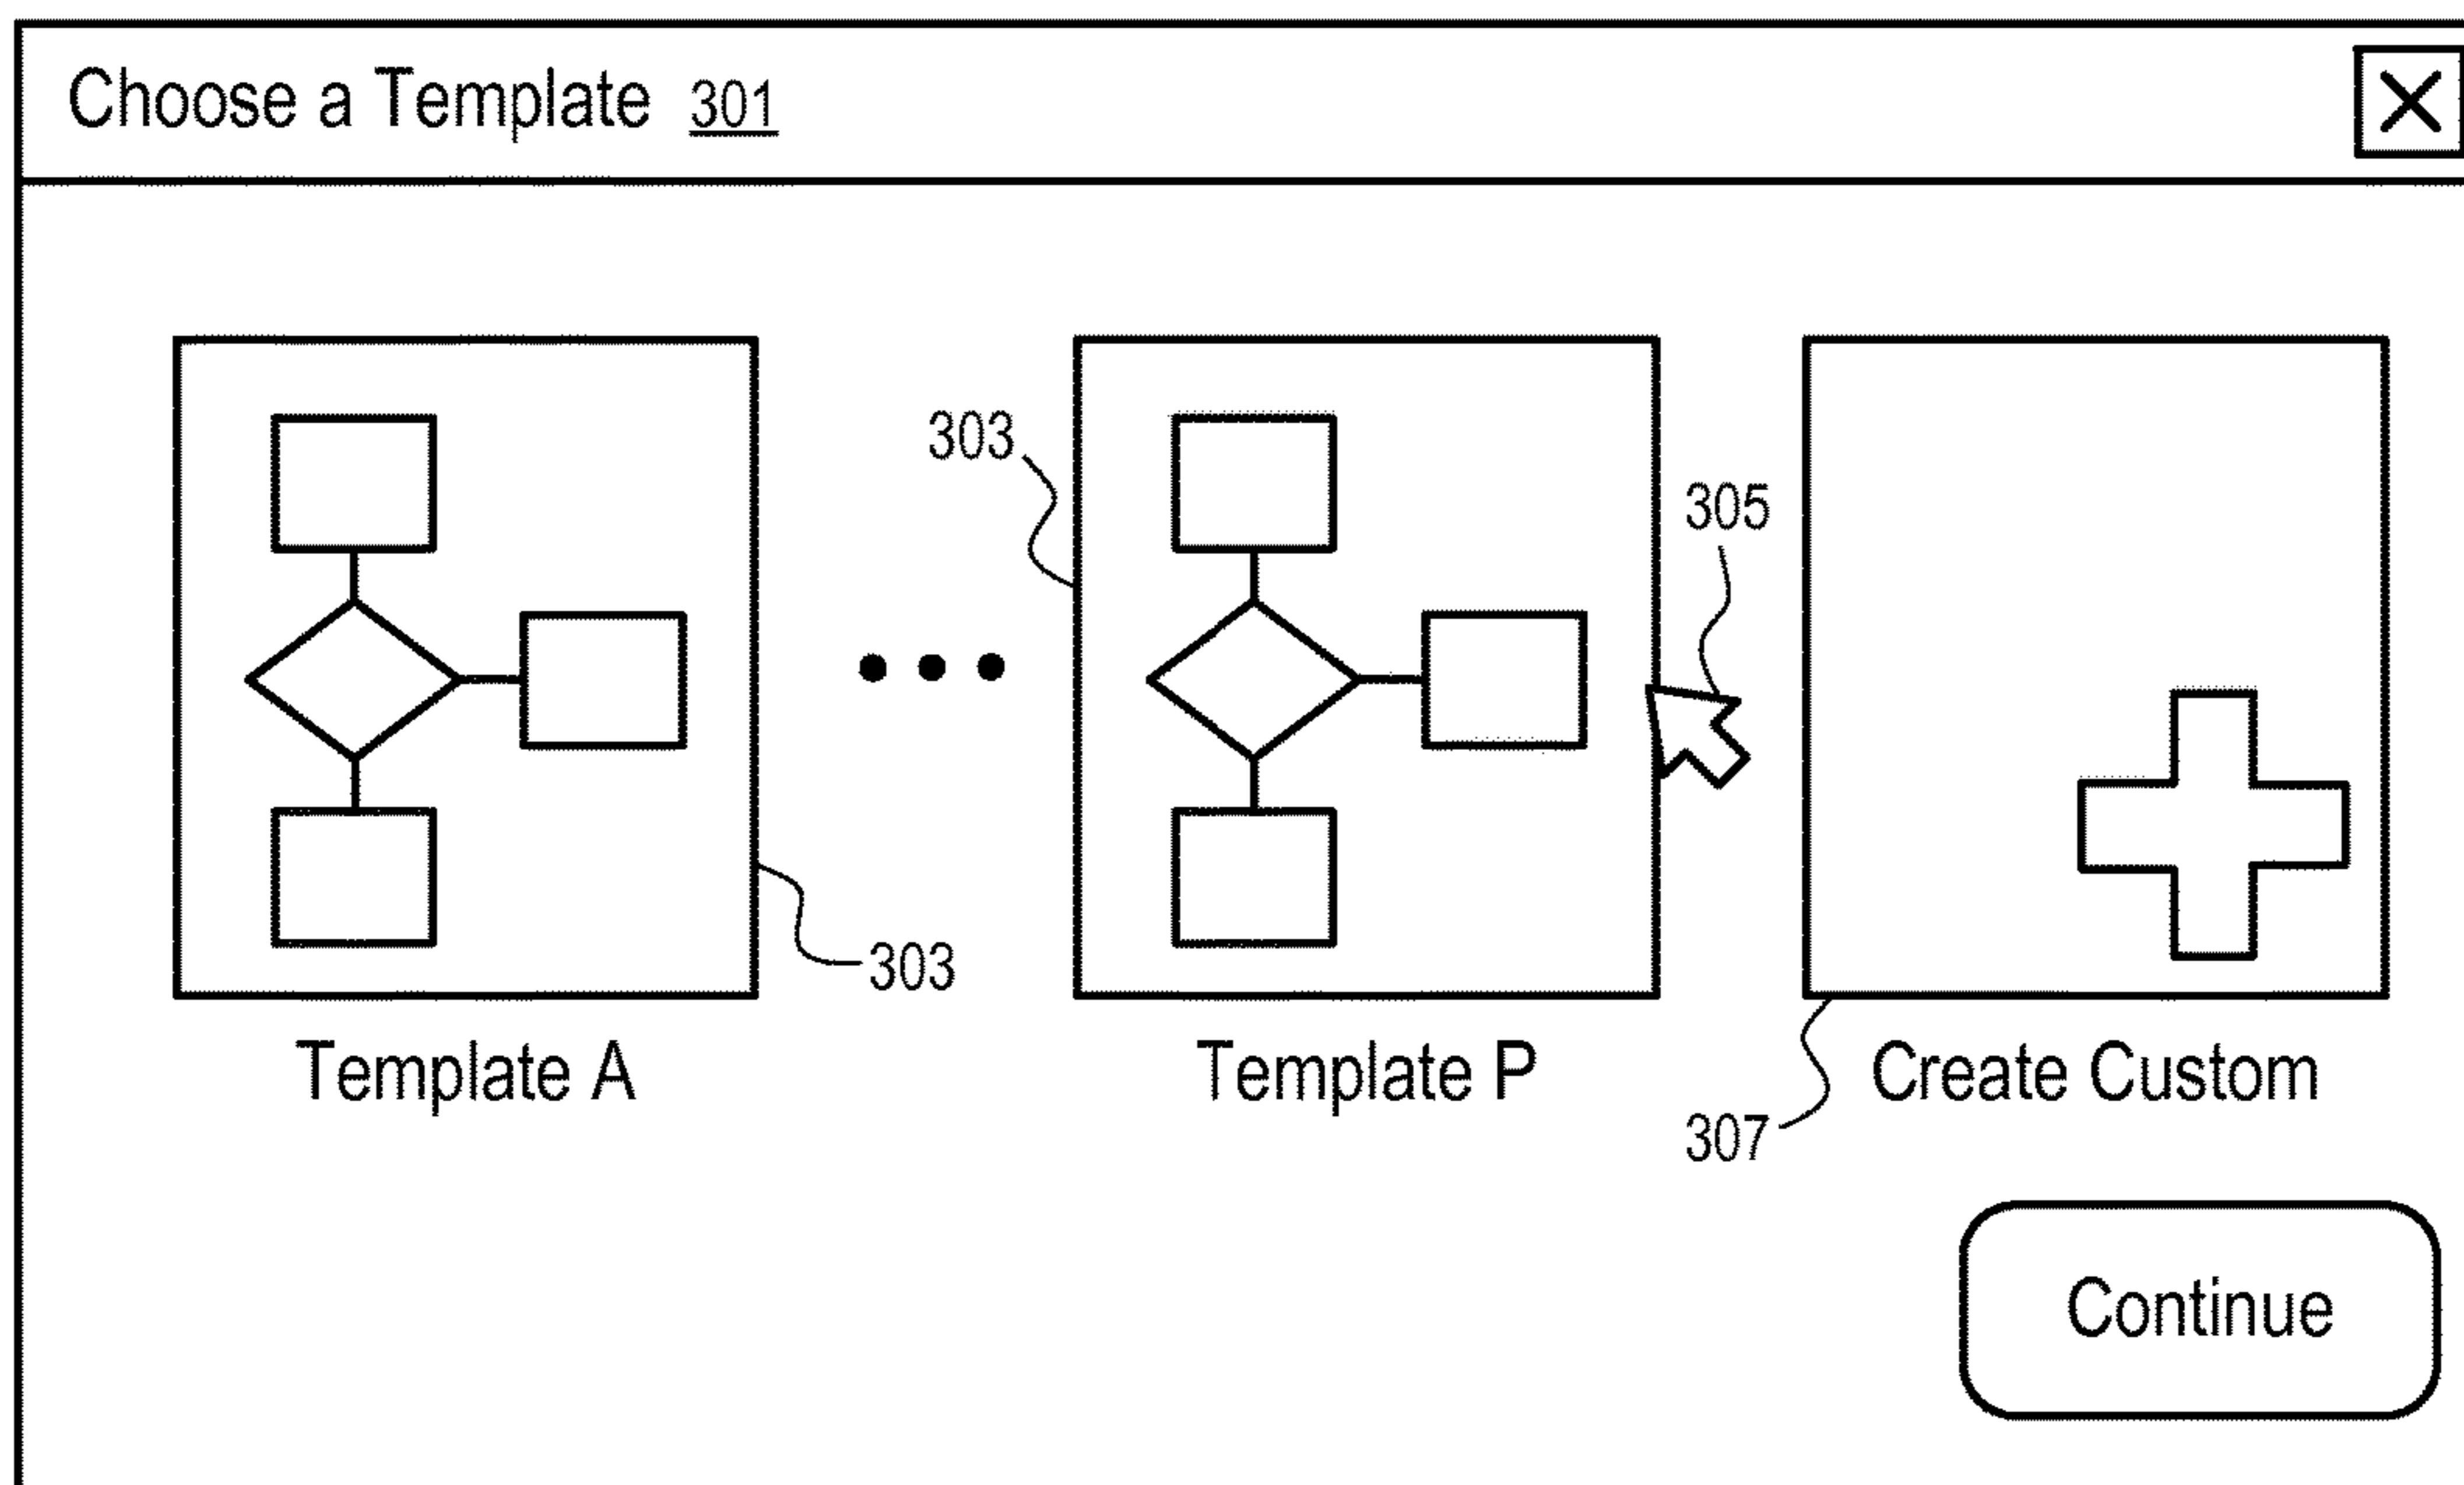 Choose a Template 301
303
305
303
Template A
Template P
Create Custom
307
Continue